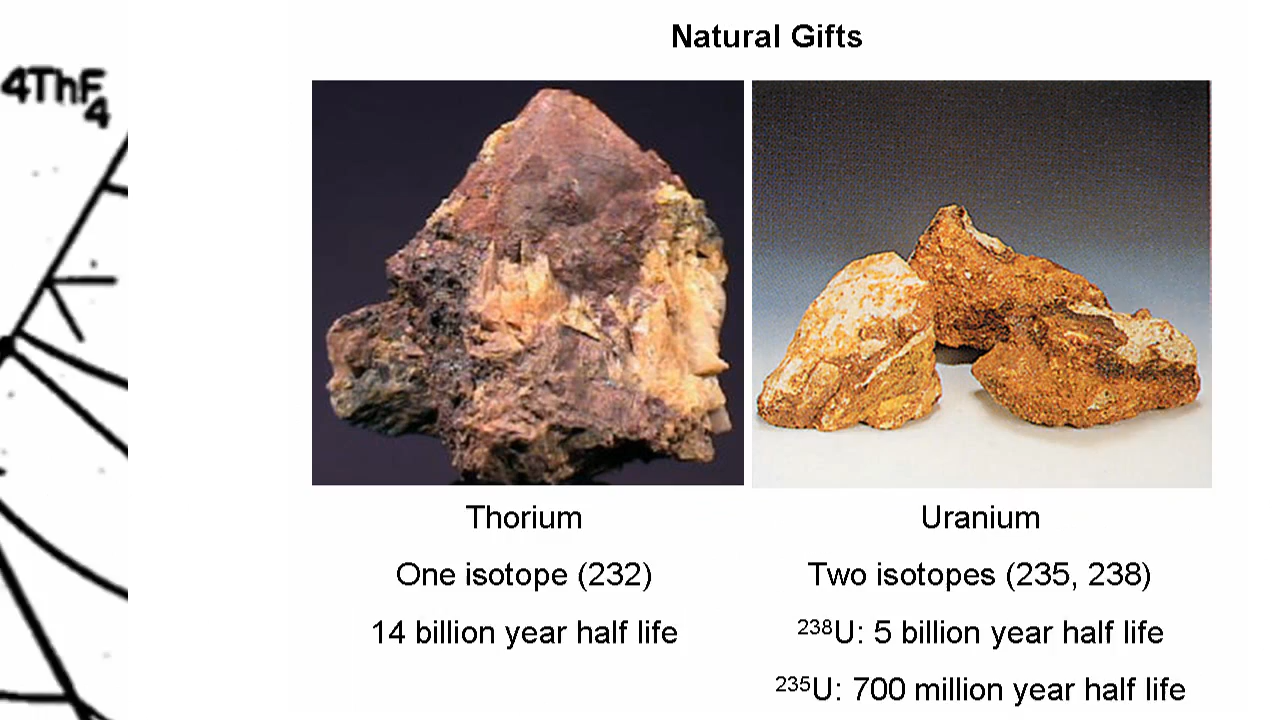 Natural Gifts
4ThF₄
Thorium
One isotope (232)
14 billion year half life
Uranium
Two isotopes (235, 238)
²³⁸U: 5 billion year half life
²³⁵U: 700 million year half life